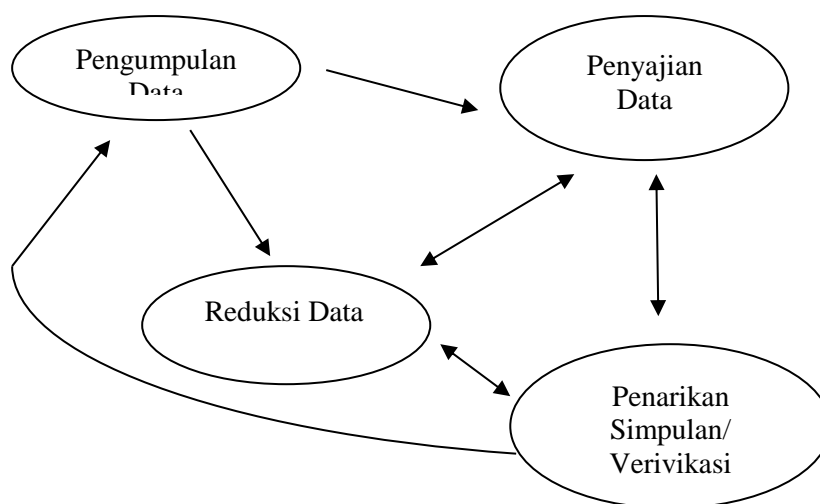 Pengumpulan
Data
Penyajian
Data
Reduksi Data
Penarikan
Simpulan/
Verivikasi